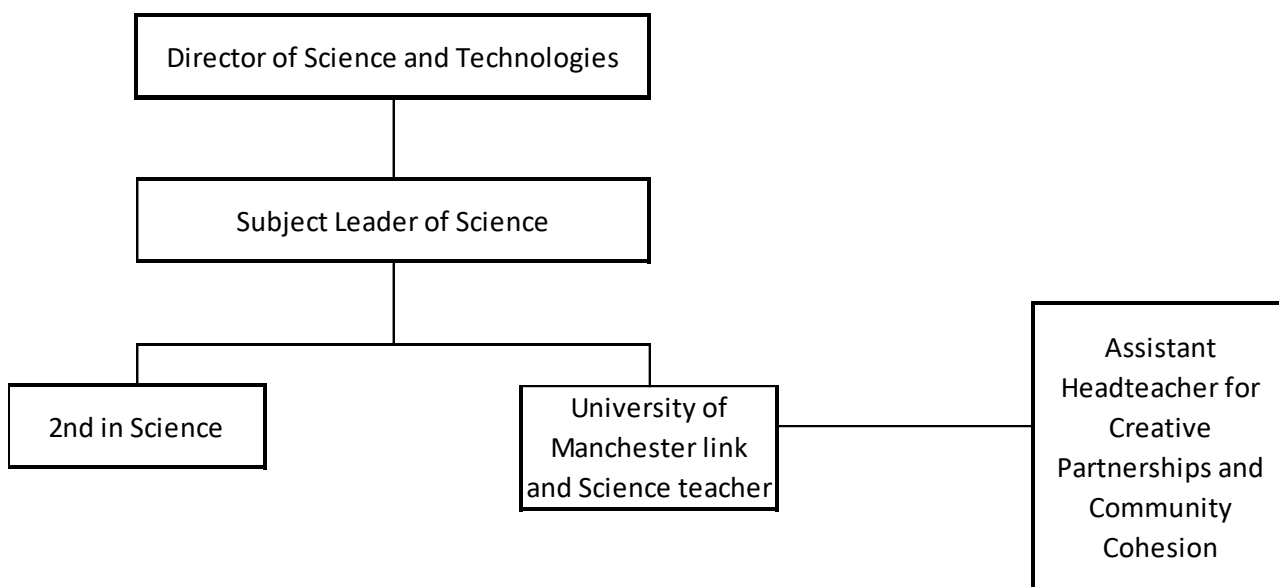 Director of Science and Technologies
Subject Leader of Science
2nd in Science
University of
Manchester link
and Science teacher
Assistant
Headteacher for
Creative
Partnerships and
Community
Cohesion